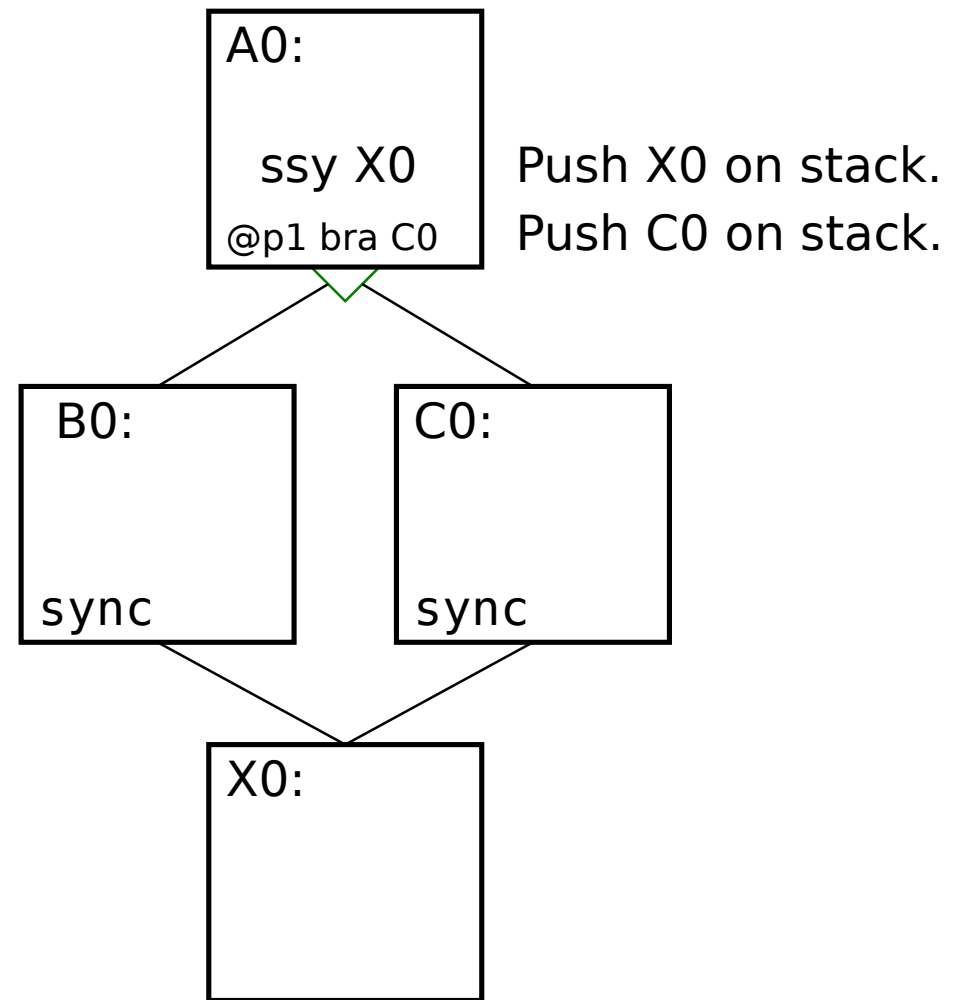 A0:
ssy X0 Push X0 on stack.
@p1 bra C0 Push C0 on stack.
B0: C0:
sync sync
X0: